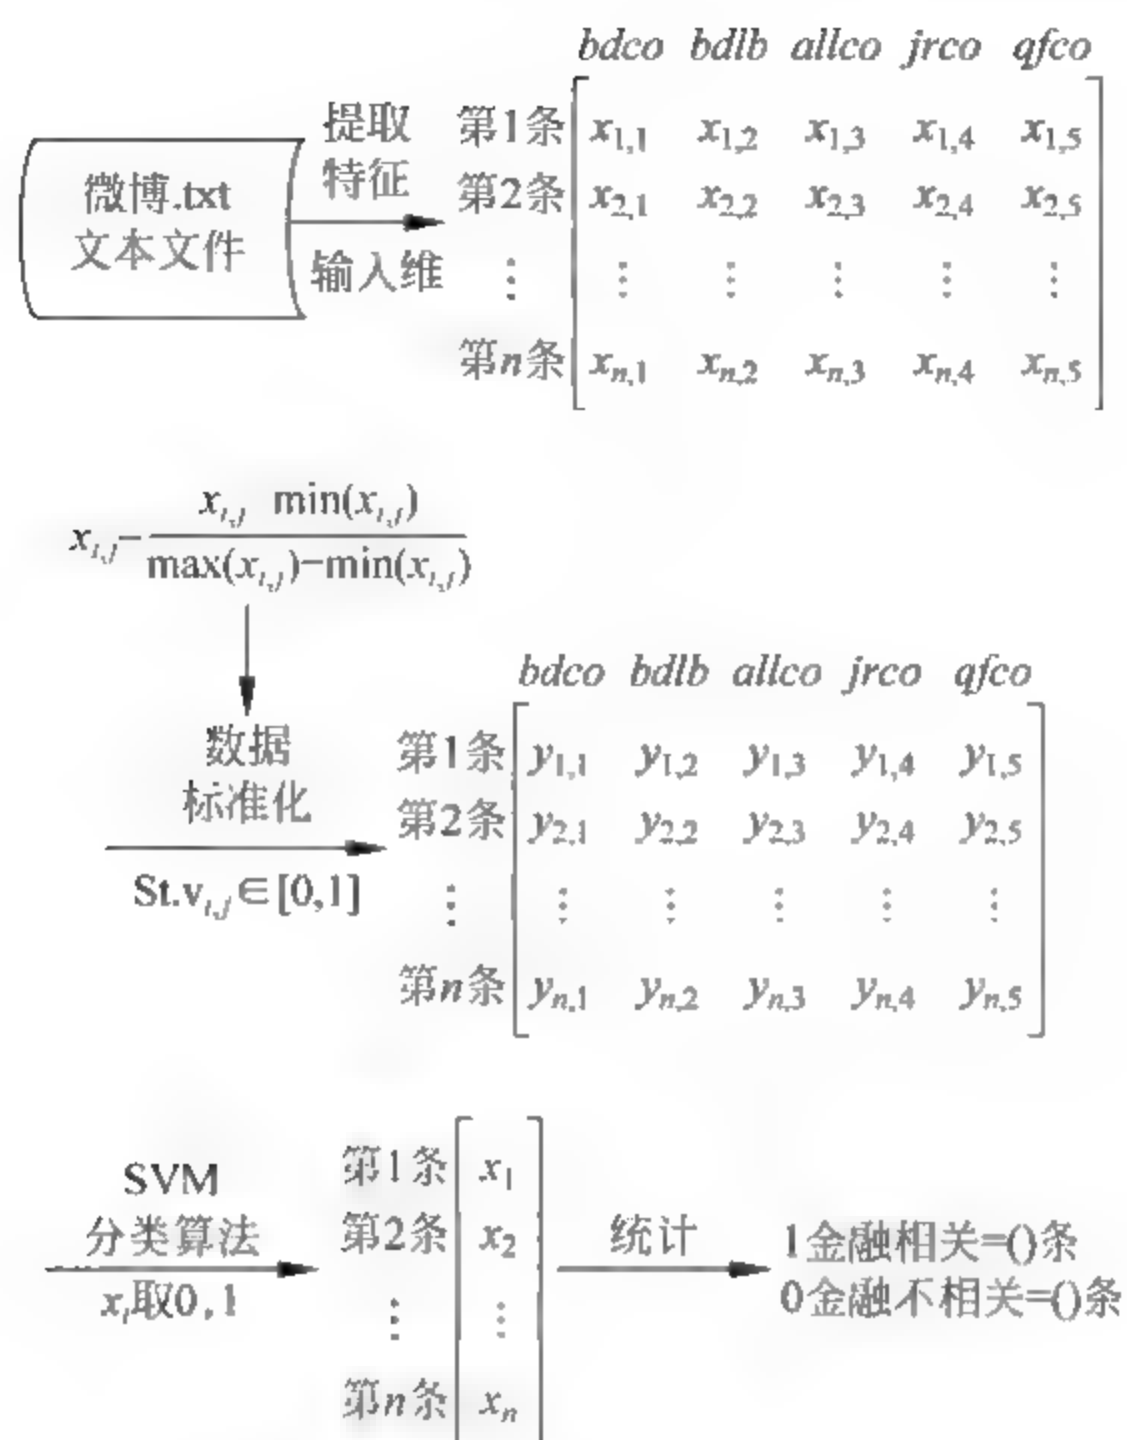 bdco bdlb allco jrco qfco
提取
特征
输入维
微博.txt
文本文件
第1条 x1,1 x1,2 x1,3 x1,4 x1,5
第2条 x2,1 x2,2 x2,3 x2,4 x2,5
⋮ ⋮ ⋮ ⋮ ⋮ ⋮
第n条 xn,1 xn,2 xn,3 xn,4 xn,5
xi,j-
xi,j min(xi,j)
max(xi,j)-min(xi,j)
数据
标准化
St.vi,j∈[0,1]
bdco bdlb allco jrco qfco
第1条 y1,1 y1,2 y1,3 y1,4 y1,5
第2条 y2,1 y2,2 y2,3 y2,4 y2,5
⋮ ⋮ ⋮ ⋮ ⋮ ⋮
第n条 yn,1 yn,2 yn,3 yn,4 yn,5
SVM
分类算法
xi取0,1
第1条 x1
第2条 x2
⋮ ⋮
第n条 xn
统计
1金融相关=()条
0金融不相关=()条